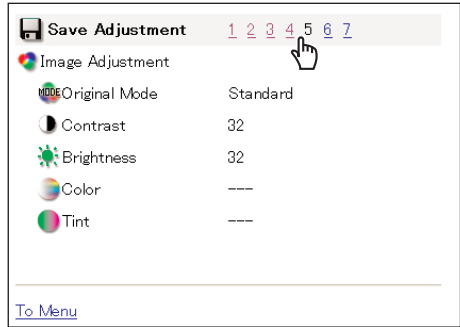 Save Adjustment 1 2 3 4 5 6 7
Image Adjustment
MODE Original Mode Standard
Contrast 32
Brightness 32
Color ---
Tint ---
To Menu